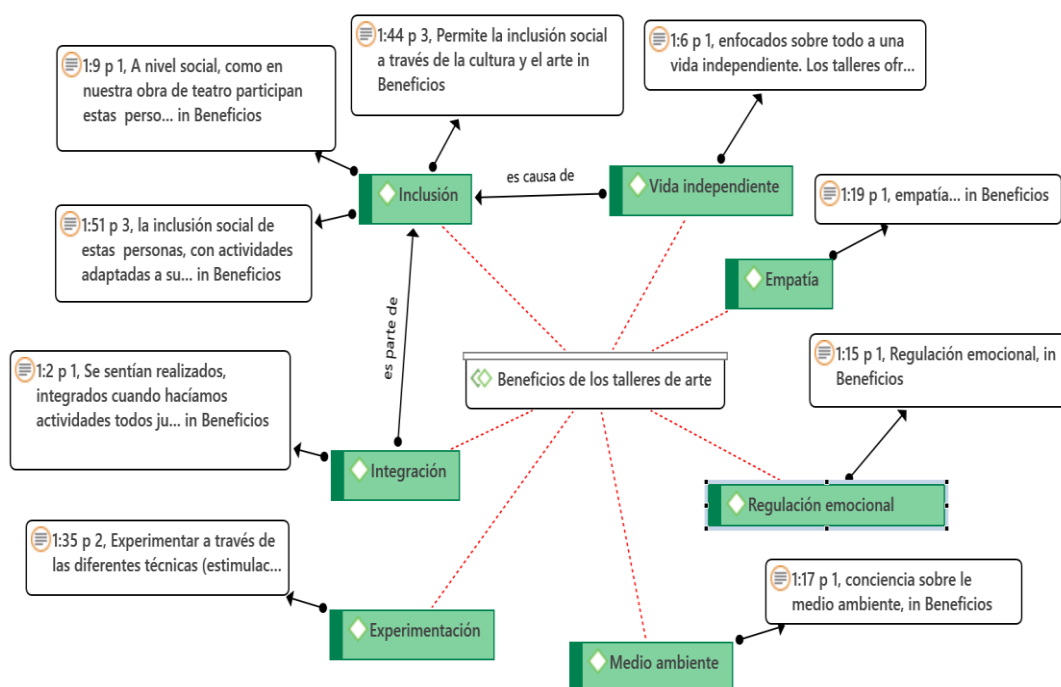 1:44 p 3, Permite la inclusión social
a través de la cultura y el arte in
Beneficios
1:6 p 1, enfocados sobre todo a una
vida independiente. Los talleres ofr...
1:9 p 1, A nivel social, como en
nuestra obra de teatro participan
estas perso... in Beneficios
es causa de
Inclusión
Vida independiente
1:19 p 1, empatía... in Beneficios
1:51 p 3, la inclusión social de
estas personas, con actividades
adaptadas a su... in Beneficios
Empatía
es parte de
1:2 p 1, Se sentían realizados,
integrados cuando hacíamos
actividades todos ju... in Beneficios
Beneficios de los talleres de arte
1:15 p 1, Regulación emocional, in
Beneficios
Integración
Regulación emocional
1:35 p 2, Experimentar a través de
las diferentes técnicas (estimulac...
1:17 p 1, conciencia sobre le
medio ambiente, in Beneficios
Experimentación
Medio ambiente